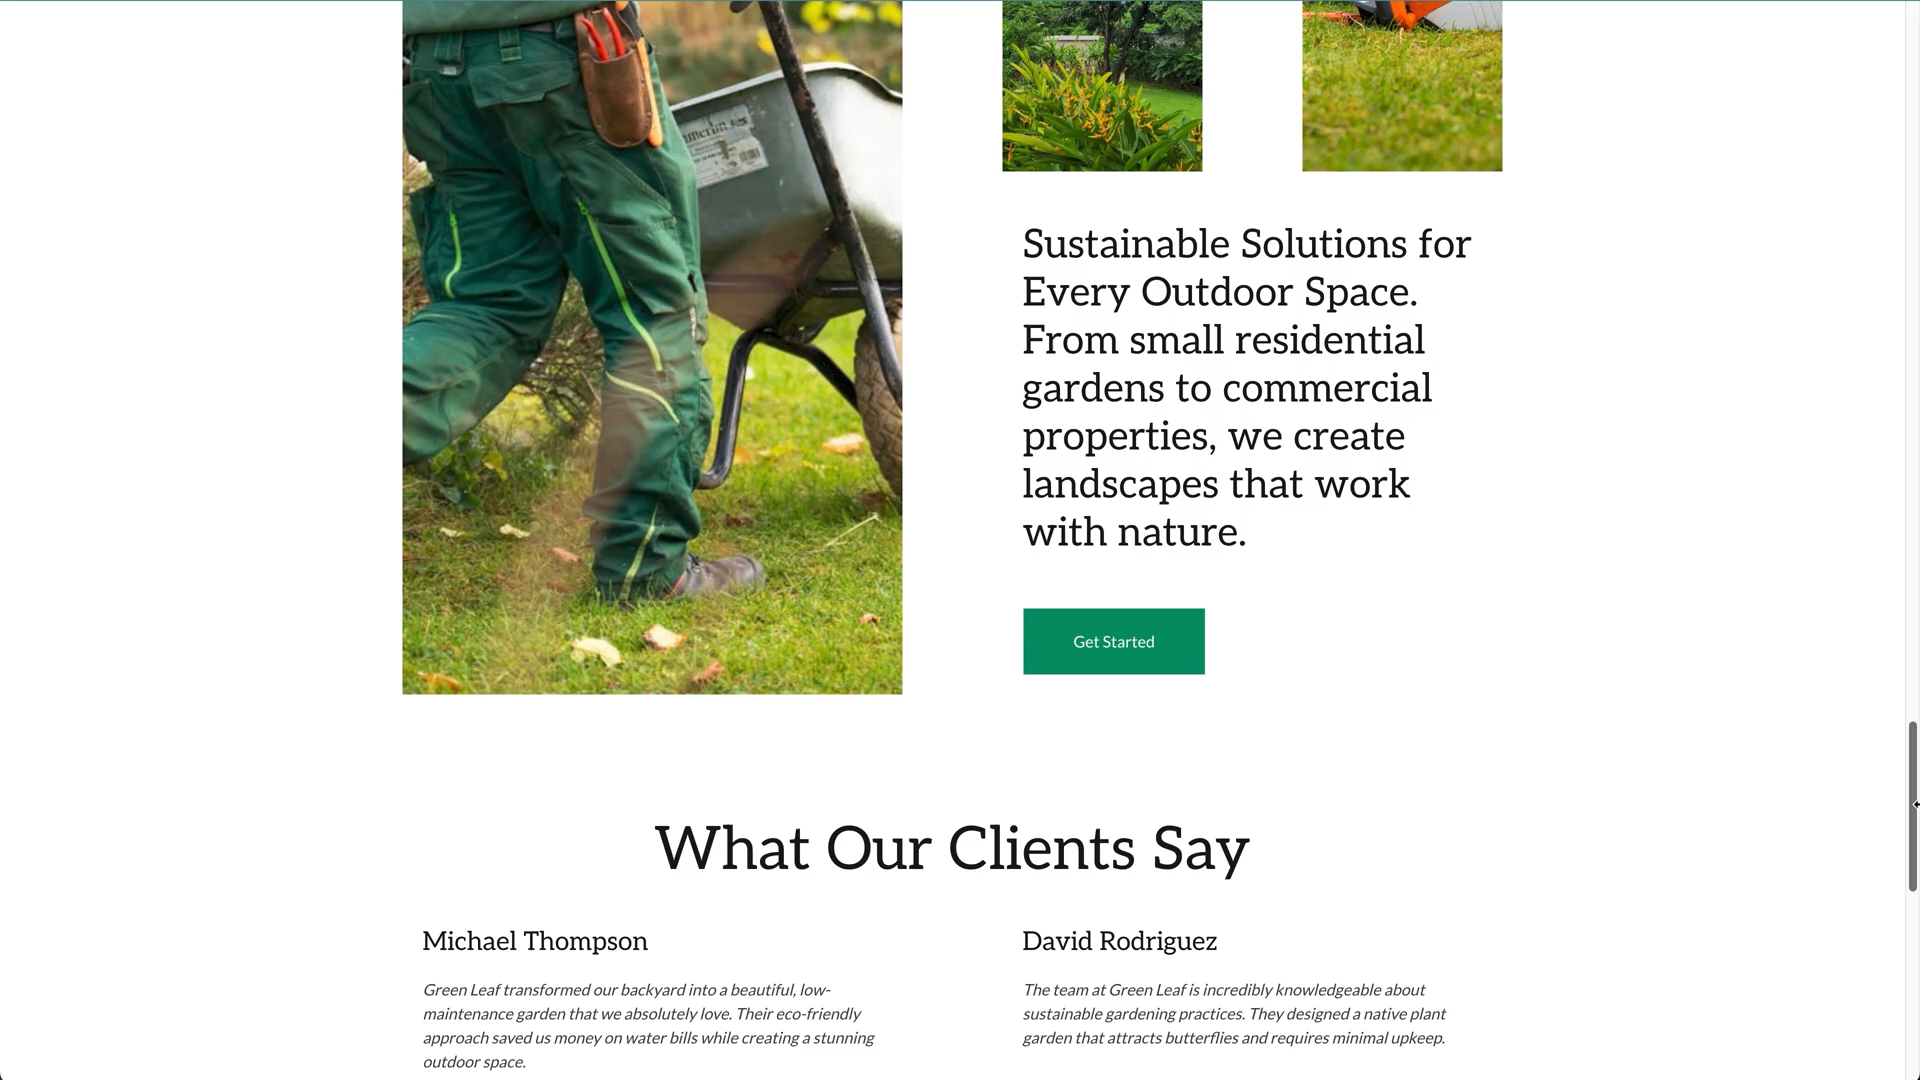 Sustainable Solutions for
Every Outdoor Space.
From small residential
gardens to commercial
properties, we create
landscapes that work
with nature.
Get Started
What Our Clients Say
Michael Thompson
Green Leaf transformed our backyard into a beautiful, low-
maintenance garden that we absolutely love. Their eco-friendly
approach saved us money on water bills while creating a stunning
outdoor space.
David Rodriguez
The team at Green Leaf is incredibly knowledgeable about
sustainable gardening practices. They designed a native plant
garden that attracts butterflies and requires minimal upkeep.